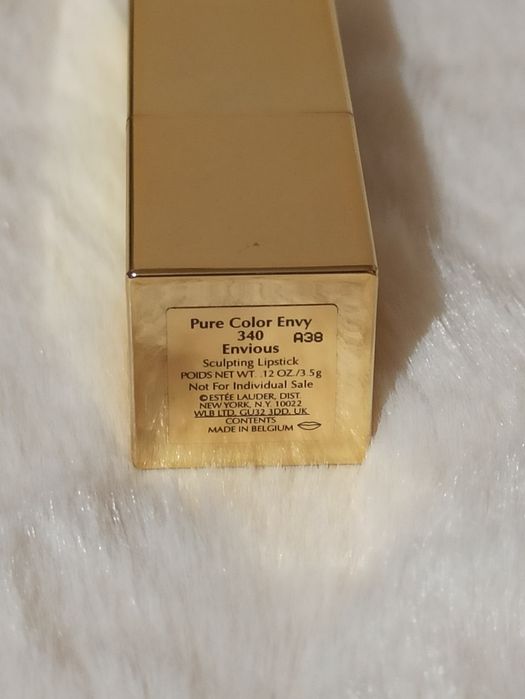 Pure Color Envy
340 A38
Envious
Sculpting Lipstick
POIDS NET WT. .12 OZ./3.5g
Not For Individual Sale
©ESTÉE LAUDER, DIST.
NEW YORK, N.Y. 10022
WLB LTD, GU32 3DD, UK
CONTENTS
MADE IN BELGIUM